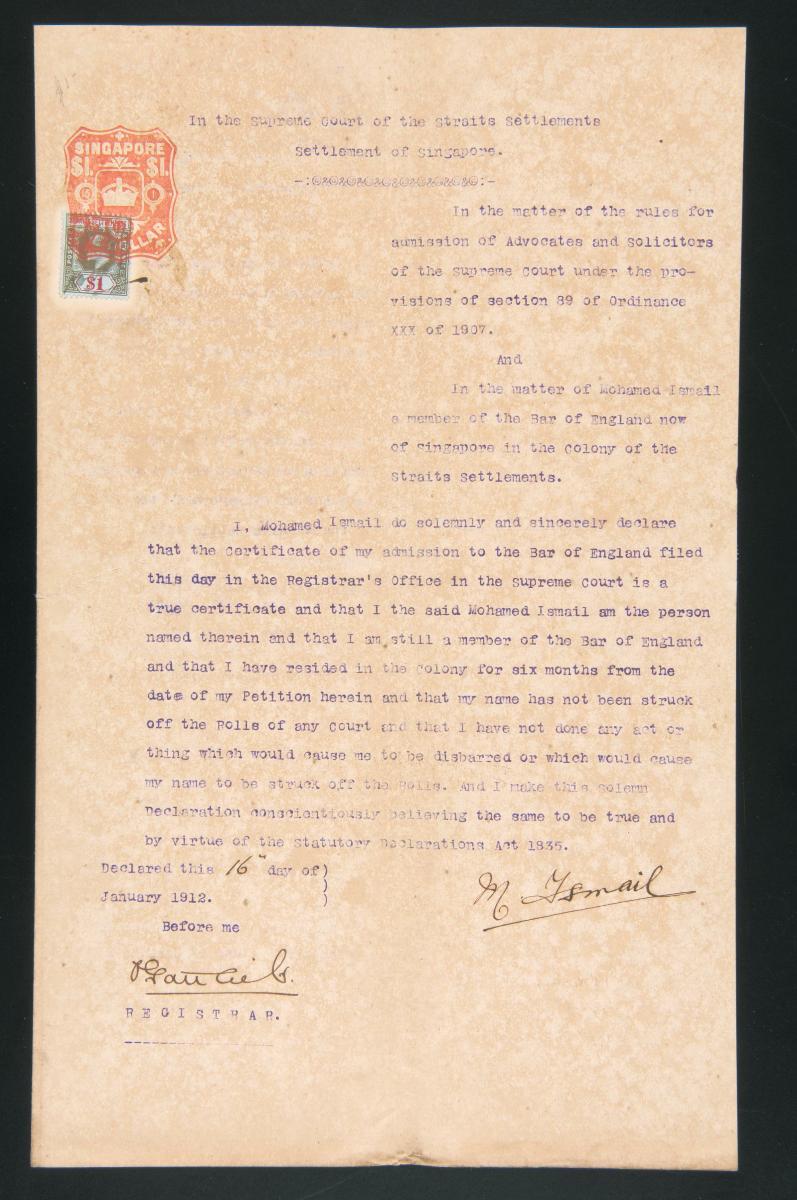 In the Supreme Court of the Straits Settlements
Settlement of Singapore.
SINGAPORE
$1. $1.
$1
In the matter of the rules for
admission of Advocates and Solicitors
of the Supreme Court under the pro-
visions of section 89 of Ordinance
XXX of 1907.
And
In the matter of Mohamed Ismail
a member of the Bar of England now
of Singapore in the Colony of the
Straits Settlements.
I, Mohamed Ismail do solemnly and sincerely declare
that the certificate of my admission to the Bar of England filed
this day in the Registrar's Office in the Supreme Court is a
true certificate and that I the said Mohamed Ismail am the person
named therein and that I am still a member of the Bar of England
and that I have resided in the Colony for six months from the
date of my Petition herein and that my name has not been struck
off the Rolls of any Court and that I have not done any act or
thing which would cause me to be disbarred or which would cause
my name to be struck off the Rolls. And I make this solemn
Declaration conscientiously believing the same to be true and
by virtue of the Statutory Declarations Act 1835.
Declared this 16" day of)
January 1912. )
M Ismail
Before me
REGISTRAR.